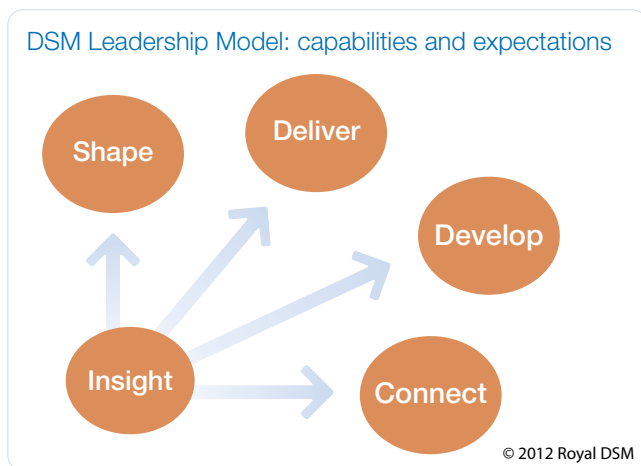 DSM Leadership Model: capabilities and expectations
Shape
Deliver
Develop
Insight
Connect
© 2012 Royal DSM